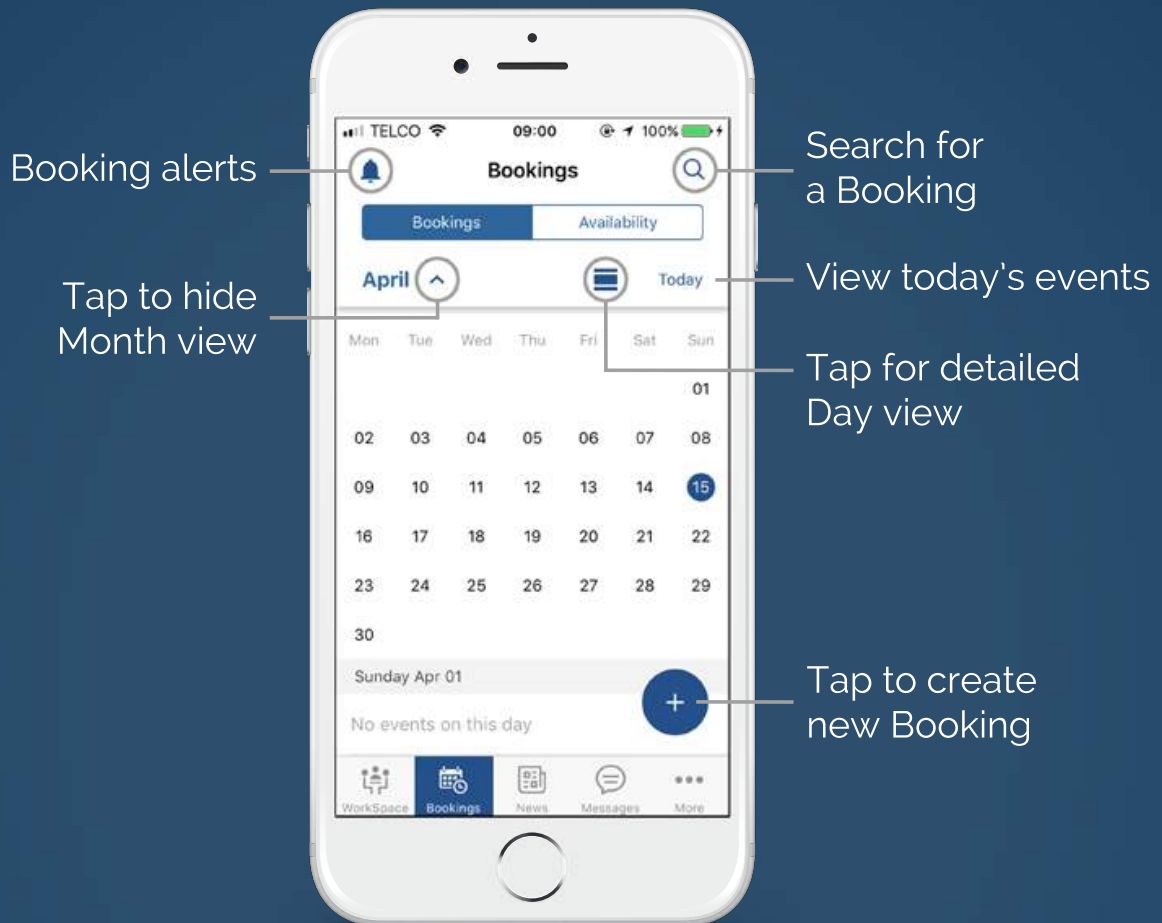 TELCO 09:00 100%
Booking alerts
Bookings
Search for
a Booking
Bookings Availability
Tap to hide
Month view
April Today
View today's events
Mon Tue Wed Thu Fri Sat Sun
Tap for detailed
Day view
01
02 03 04 05 06 07 08
09 10 11 12 13 14 15
16 17 18 19 20 21 22
23 24 25 26 27 28 29
30
Sunday Apr 01
+
Tap to create
new Booking
No events on this day
WorkSpace Bookings News Messages More